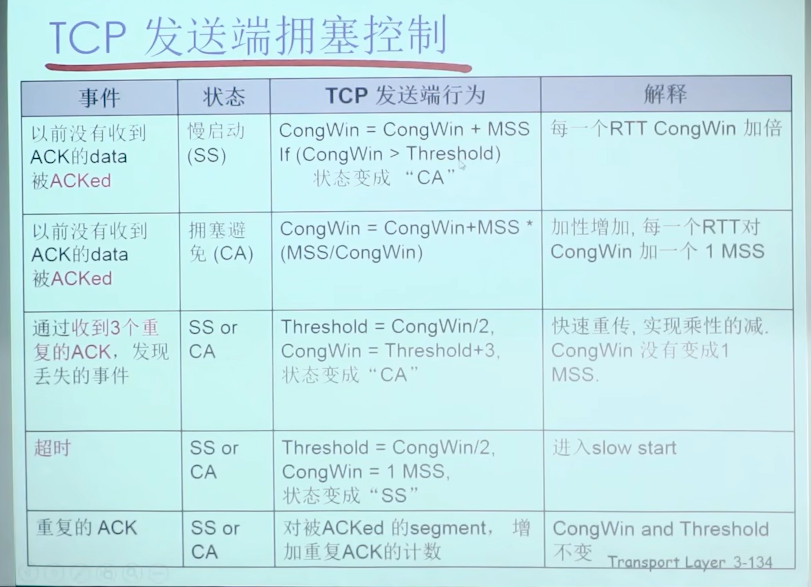 TCP 发送端拥塞控制
事件 状态 TCP 发送端行为 解释
以前没有收到
ACK的data
被ACKed
慢启动
(SS)
CongWin = CongWin + MSS
If (CongWin > Threshold)
状态变成 “CA”
每一个RTT CongWin 加倍
以前没有收到
ACK的data
被ACKed
拥塞避
免 (CA)
CongWin = CongWin+MSS *
(MSS/CongWin)
加性增加, 每一个RTT对
CongWin 加一个 1 MSS
通过收到3个重
复的ACK，发现
丢失的事件
SS or
CA
Threshold = CongWin/2,
CongWin = Threshold+3,
状态变成“CA”
快速重传, 实现乘性的减.
CongWin 没有变成1
MSS.
超时
SS or
CA
Threshold = CongWin/2,
CongWin = 1 MSS,
状态变成“SS”
进入slow start
重复的 ACK
SS or
CA
对被ACKed 的segment， 增
加重复ACK的计数
CongWin and Threshold
不变
Transport Layer 3-134